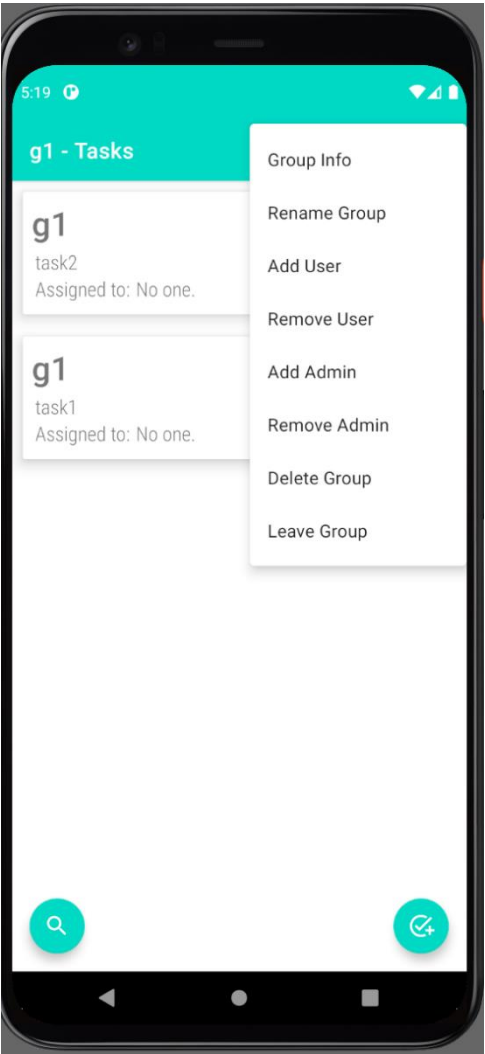 5:19
g1 - Tasks
Group Info
Rename Group
Add User
Remove User
Add Admin
Remove Admin
Delete Group
Leave Group
g1
task2
Assigned to: No one.
g1
task1
Assigned to: No one.